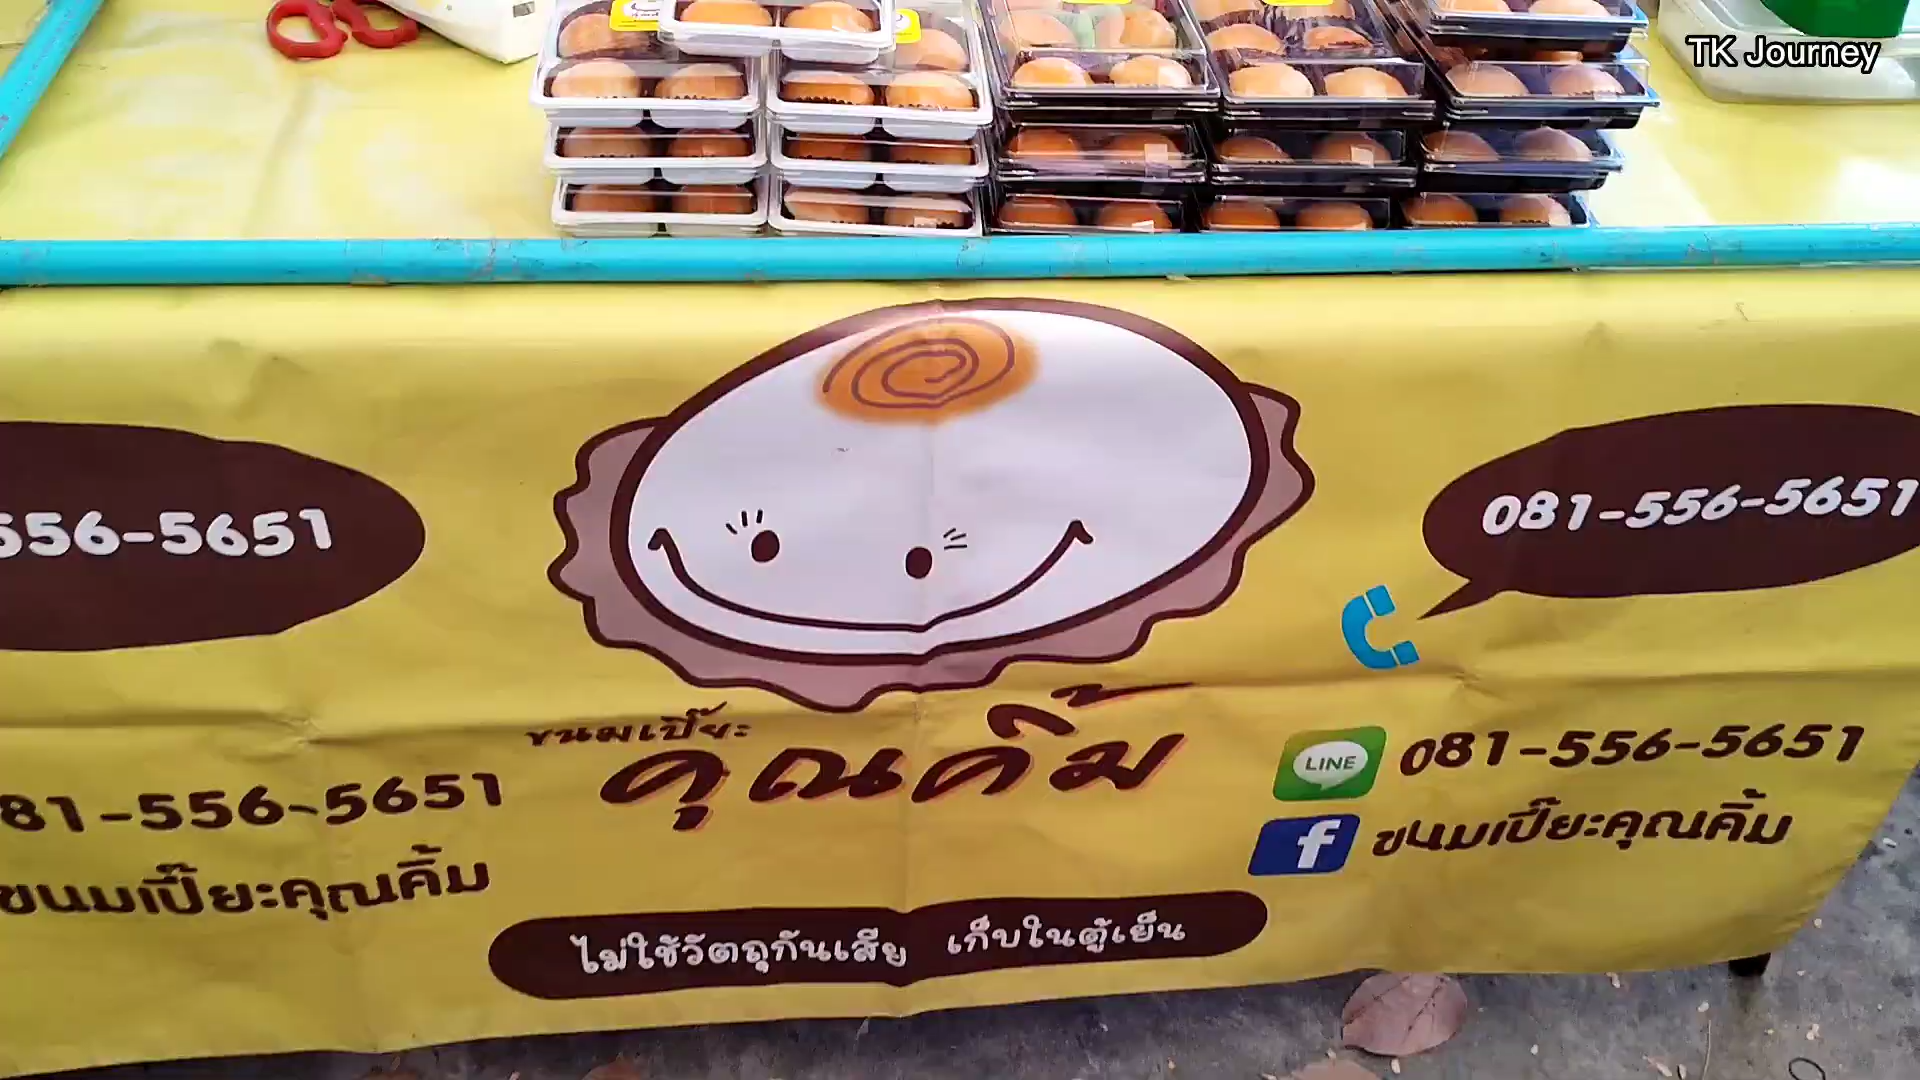 TK Journey
556-5651
081-556-5651
ขนมเปี๊ยะ
คุณคิ้ม
81-556-5651
ขนมเปี๊ยะคุณคิ้ม
LINE 081-556-5651
f ขนมเปี๊ยะคุณคิ้ม
ไม่ใช้วัตถุกันเสีย เก็บในตู้เย็น